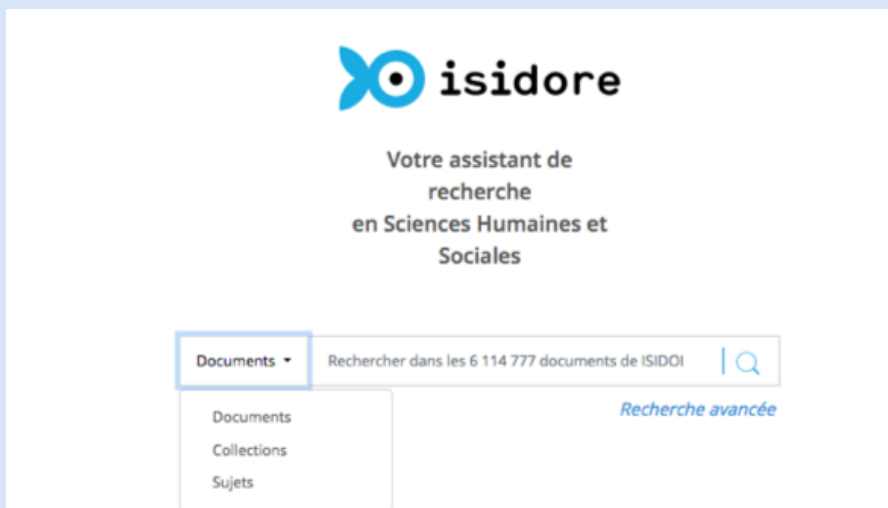 isidore
Votre assistant de
recherche
en Sciences Humaines et
Sociales
Documents
Rechercher dans les 6 114 777 documents de ISIDOI
Recherche avancée
Documents
Collections
Sujets